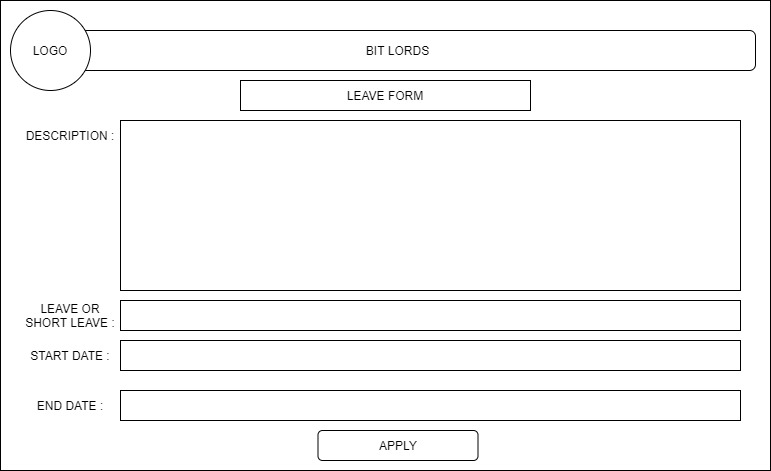 LOGO
BIT LORDS
LEAVE FORM
DESCRIPTION :
LEAVE OR
SHORT LEAVE :
START DATE :
END DATE :
APPLY